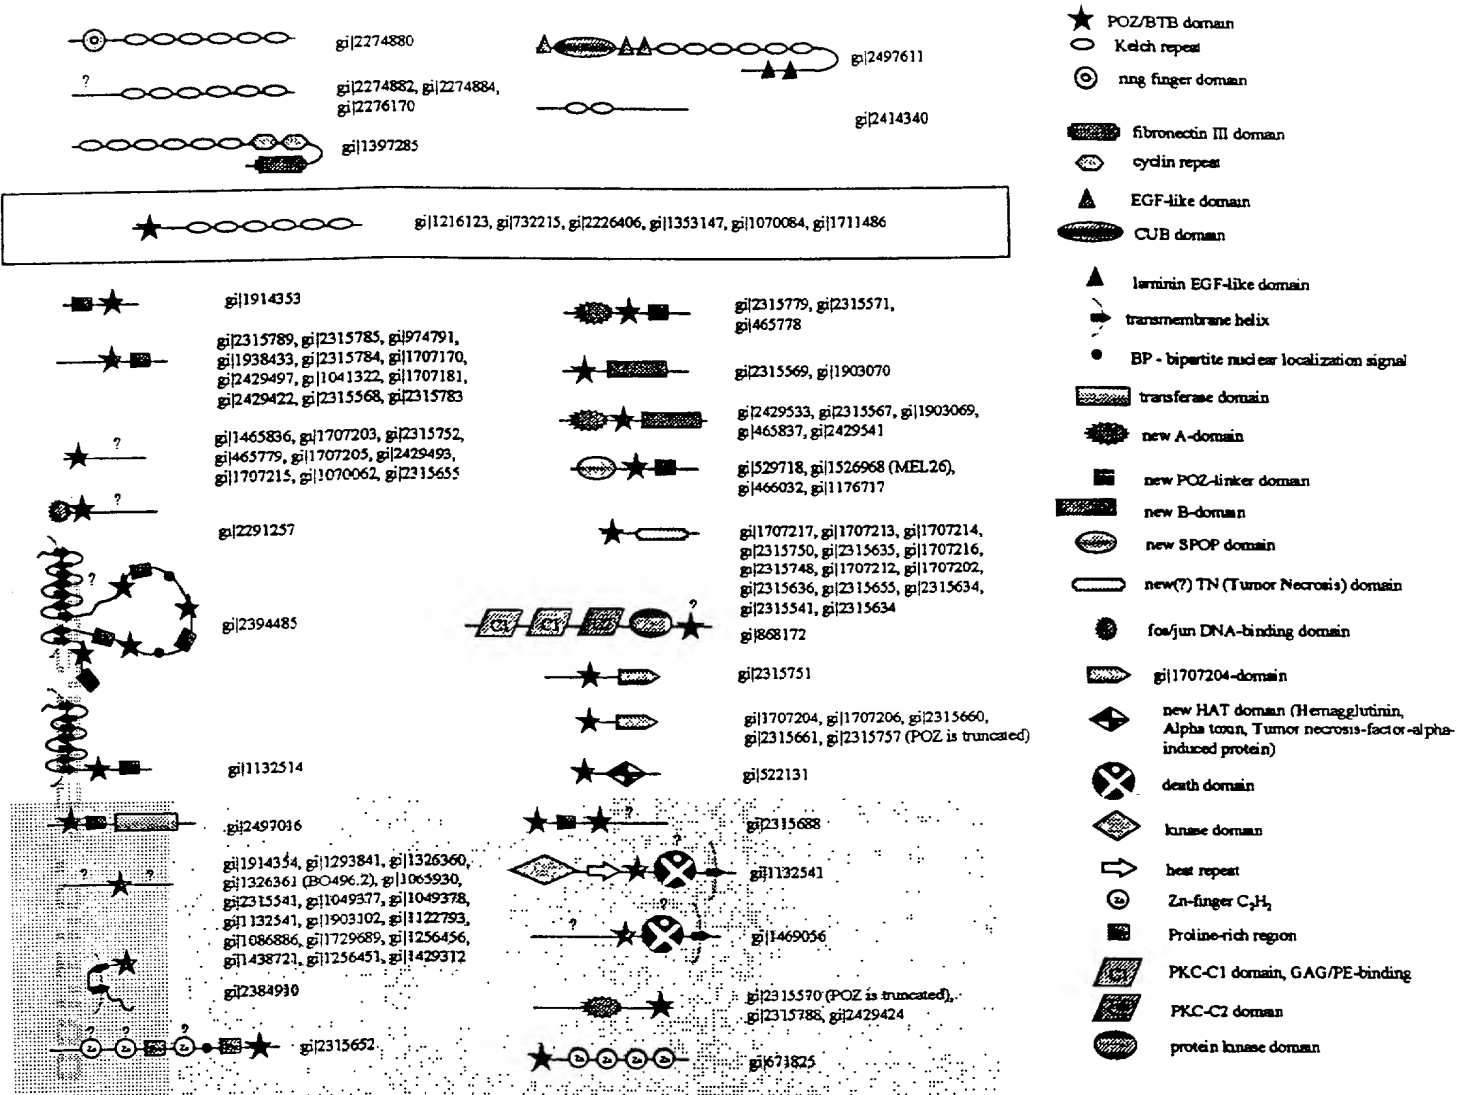 gi|2274880
?
gi|2274882, gi|2274884,
gi|2276170
gi|1397285
gi|2497611
gi|2414340
gi|1216123, gi|732215, gi|2226406, gi|1353147, gi|1070084, gi|1711486
gi|1914353
gi|2315789, gi|2315785, gi|974791,
gi|1938433, gi|2315784, gi|1707170,
gi|2429497, gi|1041322, gi|1707181,
gi|2429422, gi|2315568, gi|2315783
?
gi|1465836, gi|1707203, gi|2315752,
gi|465779, gi|1707205, gi|2429493,
gi|1707215, gi|1070062, gi|2315655
?
gi|2291257
?
gi|2394485
gi|1132514
gi|2497016
? ?
gi|1914354, gi|1293841, gi|1326360,
gi|1326361 (BO496.2), gi|1065930,
gi|2315541, gi|1049377, gi|1049378,
gi|1132541, gi|1903102, gi|1122793,
gi|1086886, gi|1729689, gi|1256456,
gi|1438721, gi|1256451, gi|1429312
gi|2384910
? ? ?
Zn Zn Zn
gi|2315652
gi|2315779, gi|2315571,
gi|465778
gi|2315569, gi|1903070
gi|2429533, gi|2315567, gi|1903069,
gi|465837, gi|2429541
gi|529718, gi|1526968 (MEL26),
gi|466032, gi|1176717
gi|1707217, gi|1707213, gi|1707214,
gi|2315750, gi|2315635, gi|1707216,
gi|2315748, gi|1707212, gi|1707202,
gi|2315636, gi|2315655, gi|2315634,
gi|2315541, gi|2315634
?
C1 C1 C2
gi|868172
gi|2315751
gi|1707204, gi|1707206, gi|2315660,
gi|2315661, gi|2315757 (POZ is truncated)
gi|522131
?
gi|2315688
?
gi|1132541
? ?
gi|1469056
gi|2315570 (POZ is truncated),
gi|2315788, gi|2429424
Zn Zn Zn Zn
gi|671825
POZ/BTB domain
Kelch repeat
ring finger domain
fibronectin III domain
cyclin repeat
EGF-like domain
CUB domain
laminin EGF-like domain
transmembrane helix
BP - bipartite nuclear localization signal
transferase domain
new A-domain
new POZ-linker domain
new B-domain
new SPOP domain
new(?) TN (Tumor Necrosis) domain
fos/jun DNA-binding domain
gi|1707204-domain
new HAT domain (Hemagglutinin,
Alpha toxin, Tumor necrosis-factor-alpha-
induced protein)
death domain
kinase domain
heat repeat
Zn Zn-finger C₂H₂
Proline-rich region
C1 PKC-C1 domain, GAG/PE-binding
PKC-C2 domain
protein kinase domain